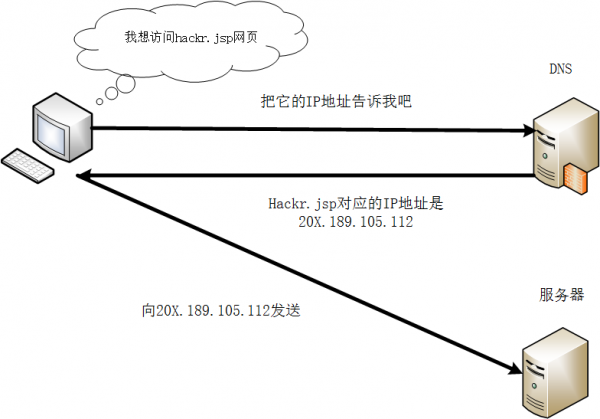 我想访问hackr.jsp网页
DNS
把它的IP地址告诉我吧
Hackr.jsp对应的IP地址是
20X.189.105.112
服务器
向20X.189.105.112发送